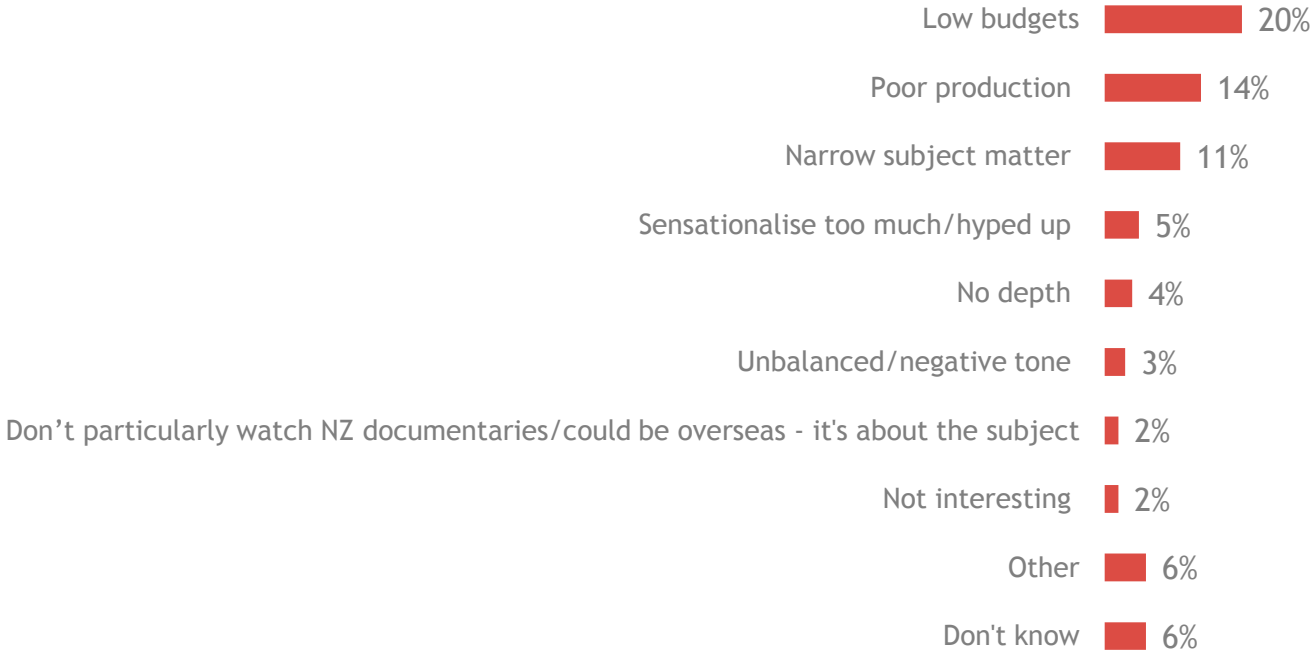 Low budgets 20%
Poor production 14%
Narrow subject matter 11%
Sensationalise too much/hyped up 5%
No depth 4%
Unbalanced/negative tone 3%
Don’t particularly watch NZ documentaries/could be overseas - it's about the subject 2%
Not interesting 2%
Other 6%
Don't know 6%